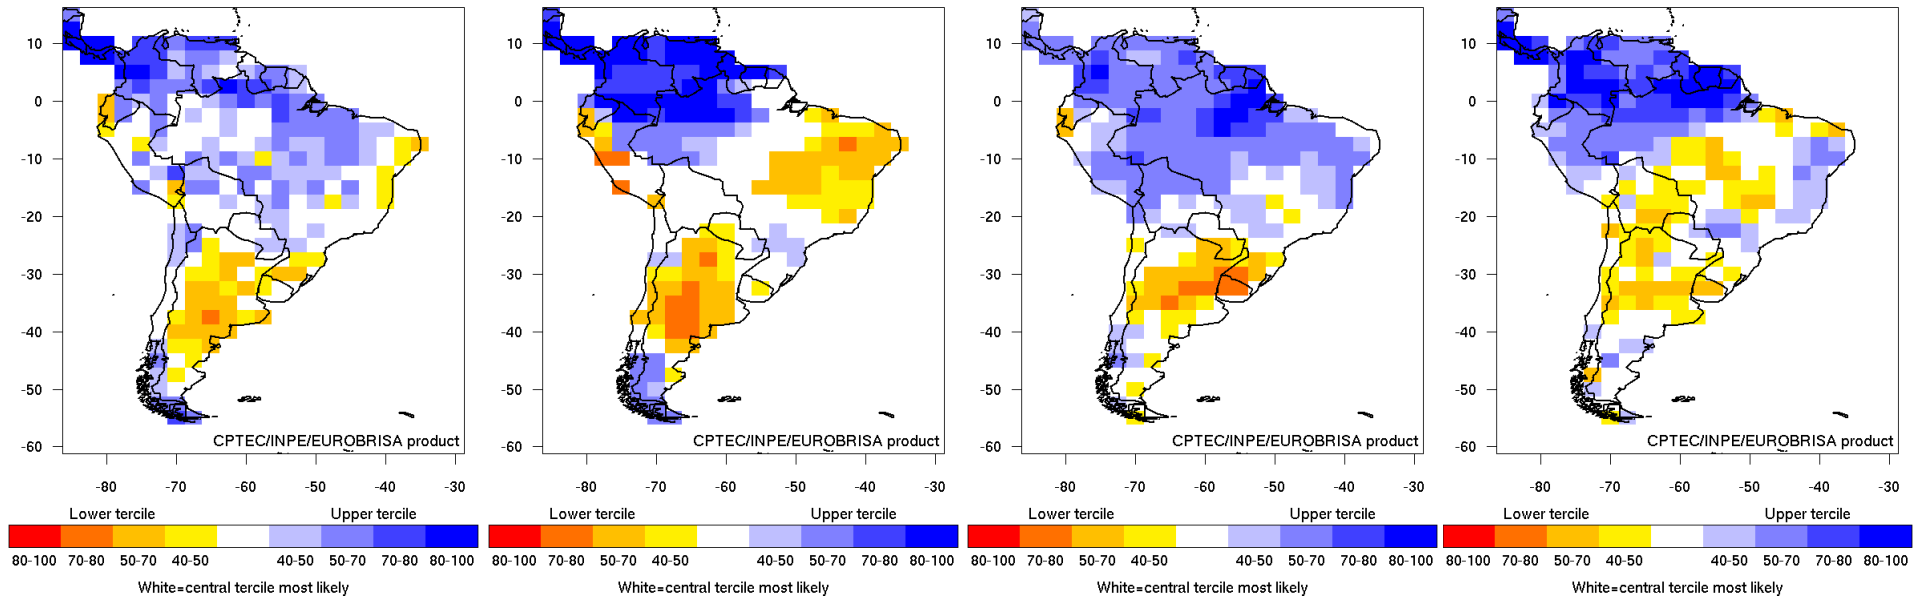 10
0
-10
-20
-30
-40
-50
-60
CPTEC/INPE/EUROBRISA product
-80 -70 -60 -50 -40 -30
Lower tercile Upper tercile
80-100 70-80 50-70 40-50 40-50 50-70 70-80 80-100
White=central tercile most likely
10
0
-10
-20
-30
-40
-50
-60
CPTEC/INPE/EUROBRISA product
-80 -70 -60 -50 -40 -30
Lower tercile Upper tercile
80-100 70-80 50-70 40-50 40-50 50-70 70-80 80-100
White=central tercile most likely
10
0
-10
-20
-30
-40
-50
-60
CPTEC/INPE/EUROBRISA product
-80 -70 -60 -50 -40 -30
Lower tercile Upper tercile
80-100 70-80 50-70 40-50 40-50 50-70 70-80 80-100
White=central tercile most likely
10
0
-10
-20
-30
-40
-50
-60
CPTEC/INPE/EUROBRISA product
-80 -70 -60 -50 -40 -30
Lower tercile Upper tercile
80-100 70-80 50-70 40-50 40-50 50-70 70-80 80-100
White=central tercile most likely